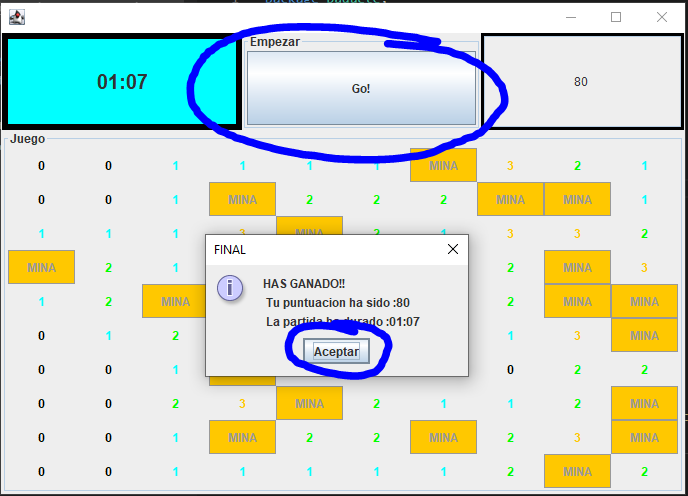 Empezar
01:07
Go!
80
Juego
0 0 1 1 1 1 MINA 3 2 1
0 0 1 MINA 2 2 2 MINA MINA 1
1 1 1 3 MINA 2 1 3 3 2
MINA 2 1 2 MINA 3
1 2 MINA 2 MINA MINA
0 1 2 1 3 MINA
0 0 1 0 2 2
0 0 2 3 MINA 2 1 1 2 MINA
0 0 1 MINA 2 2 MINA 2 3 MINA
0 0 1 1 1 1 1 2 MINA 2
FINAL
HAS GANADO!!
Tu puntuacion ha sido :80
La partida ha durado :01:07
Aceptar